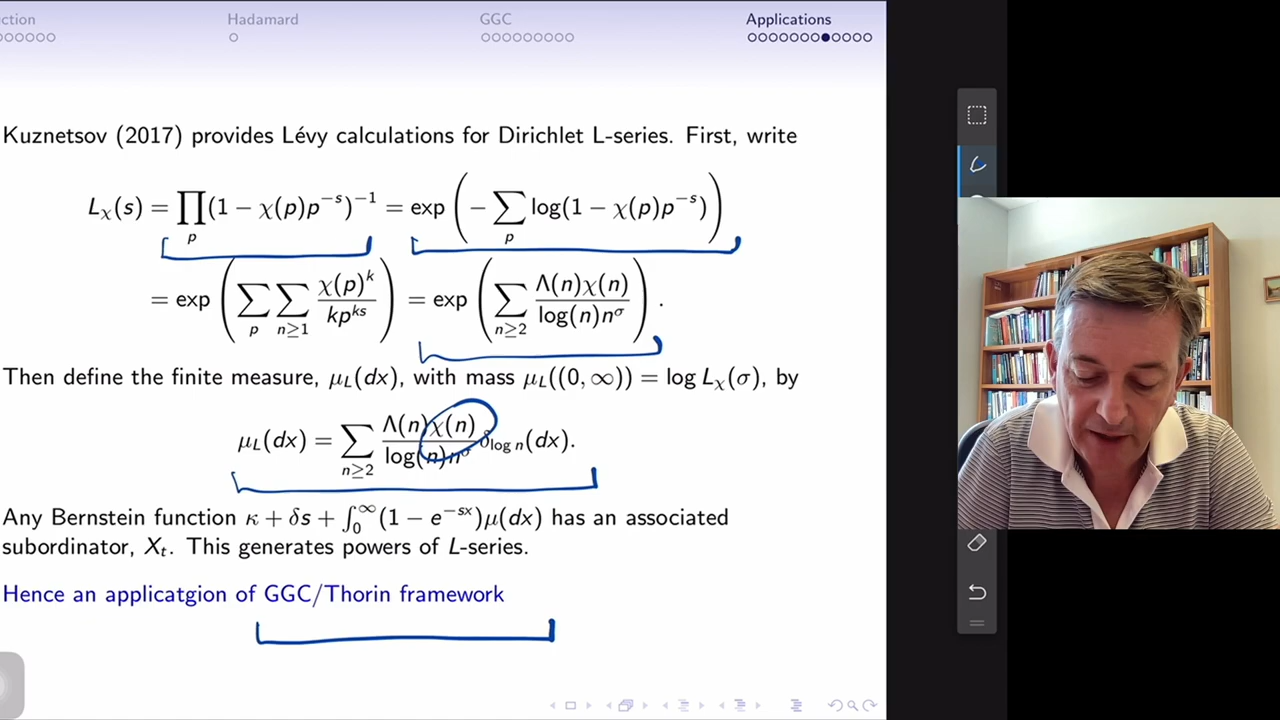 ction Hadamard GGC Applications
Kuznetsov (2017) provides Lévy calculations for Dirichlet L-series. First, write
L_χ(s) = ∏_p (1 − χ(p)p^{−s})^{−1} = exp ( − ∑_p log(1 − χ(p)p^{−s}) )
= exp ( ∑_p ∑_{n≥1} χ(p)^k / kp^{ks} ) = exp ( ∑_{n≥2} Λ(n)χ(n) / log(n)n^σ ) .
Then define the finite measure, μ_L(dx), with mass μ_L((0, ∞)) = log L_χ(σ), by
μ_L(dx) = ∑_{n≥2} Λ(n)χ(n) / log(n)n^σ δ_{log n}(dx).
Any Bernstein function κ + δs + ∫_0^∞ (1 − e^{−sx})μ(dx) has an associated
subordinator, X_t. This generates powers of L-series.
Hence an applicatgion of GGC/Thorin framework